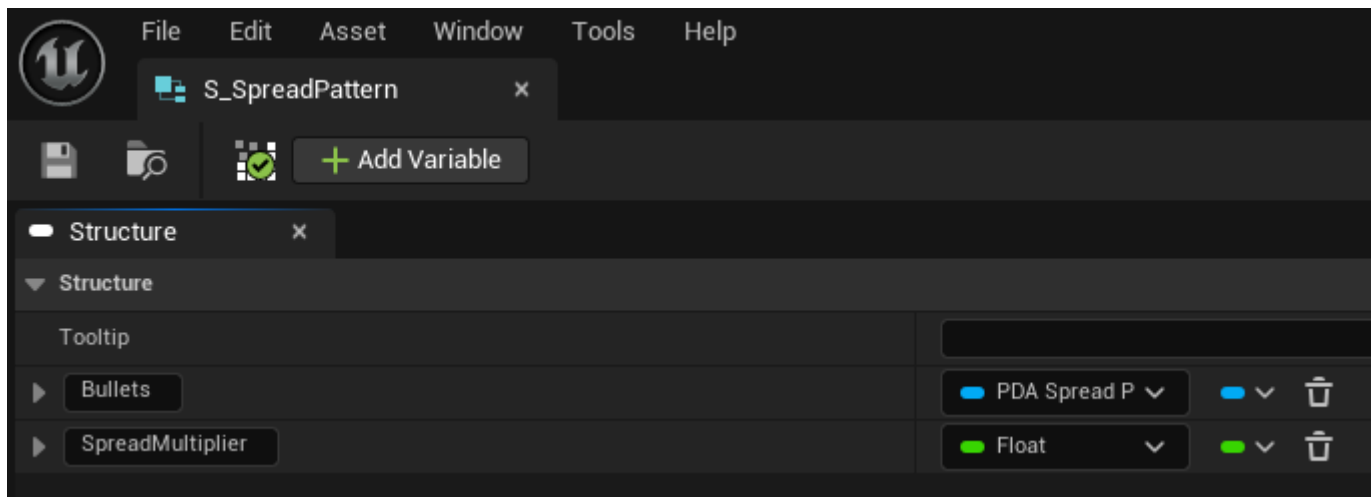 File Edit Asset Window Tools Help
S_SpreadPattern
Add Variable
Structure
Structure
Tooltip
Bullets PDA Spread P
SpreadMultiplier Float